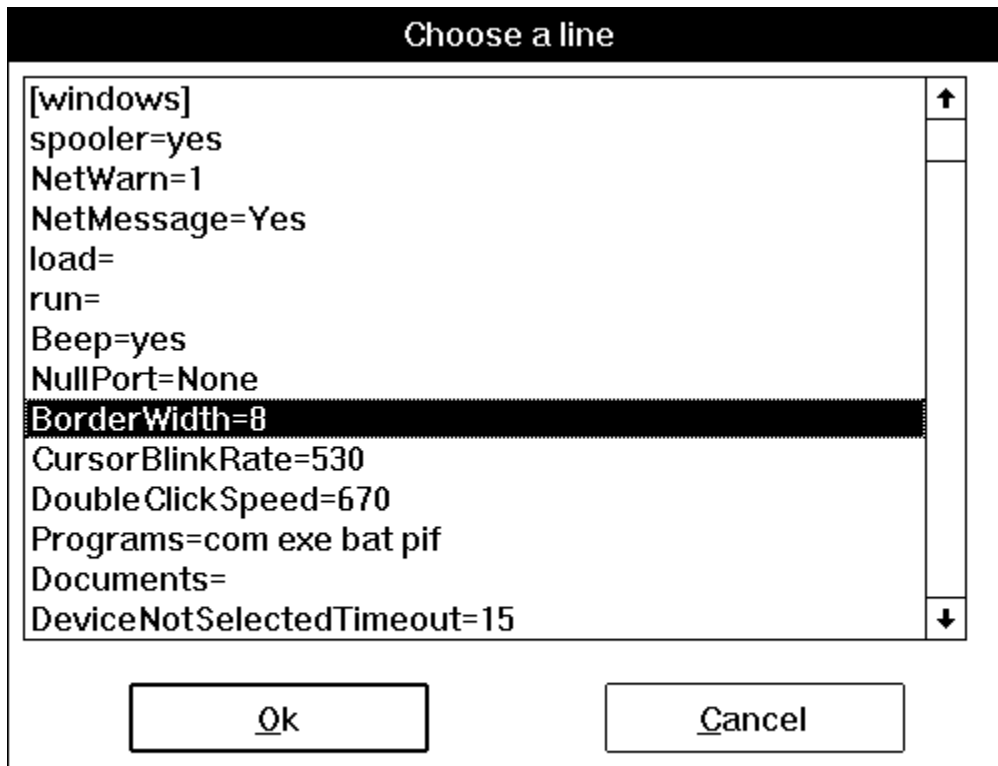 Choose a line
[windows]
spooler=yes
NetWarn=1
NetMessage=Yes
load=
run=
Beep=yes
NullPort=None
BorderWidth=8
CursorBlinkRate=530
DoubleClickSpeed=670
Programs=com exe bat pif
Documents=
DeviceNotSelectedTimeout=15
Ok
Cancel